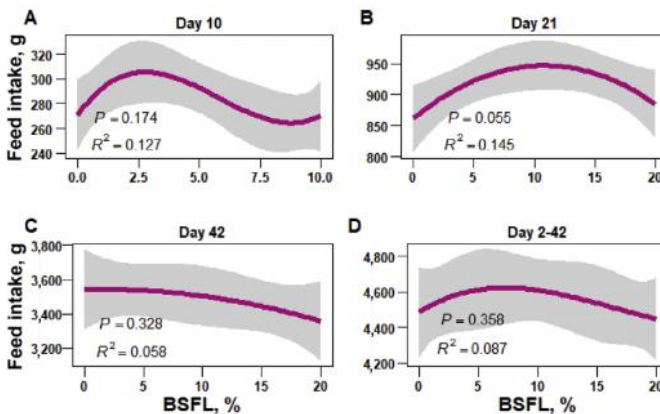 A
Day 10
Feed intake, g
320
300
280
260
240
P = 0.174
R² = 0.127
0.0 2.5 5.0 7.5 10.0
B
Day 21
950
900
850
800
P = 0.055
R² = 0.145
0 5 10 15 20
C
Day 42
Feed intake, g
3,800
3,600
3,400
3,200
P = 0.328
R² = 0.058
0 5 10 15 20
BSFL, %
D
Day 2-42
4,800
4,600
4,400
4,200
P = 0.358
R² = 0.087
0 5 10 15 20
BSFL, %